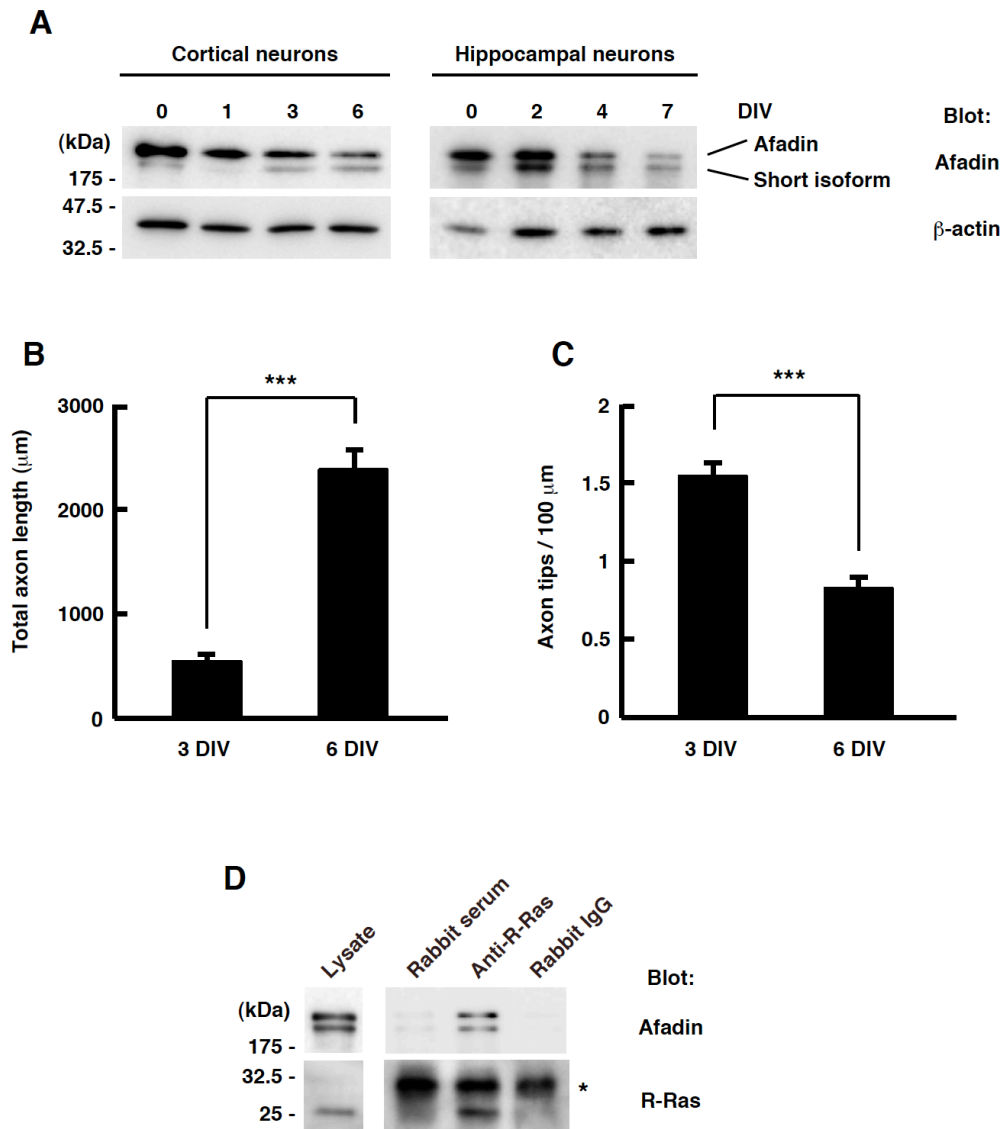 A
Cortical neurons
Hippocampal neurons
0 1 3 6
0 2 4 7
DIV
Blot:
(kDa)
175 -
Afadin
Short isoform
Afadin
47.5 -
32.5 -
β-actin
B
***
Total axon length (μm)
3000
2000
1000
0
3 DIV
6 DIV
C
***
Axon tips / 100 μm
2
1.5
1
0.5
0
3 DIV
6 DIV
D
Lysate
Rabbit serum
Anti-R-Ras
Rabbit IgG
Blot:
(kDa)
175 -
Afadin
32.5 -
25 -
*
R-Ras